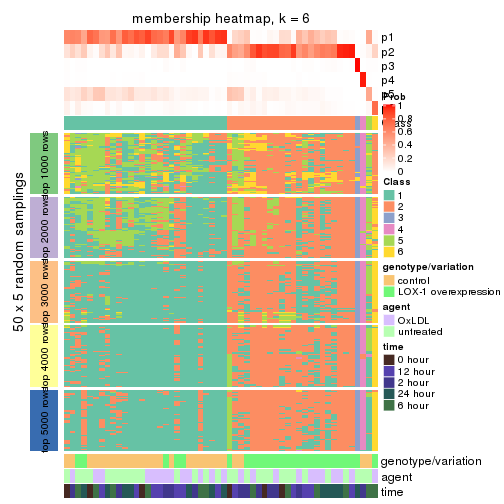 membership heatmap, k = 6
p1
p2
p3
p4
p5
Prob
1
0.8
0.6
0.4
0.2
0
Class
1
2
3
4
5
6
genotype/variation
control
LOX-1 overexpression
agent
OxLDL
untreated
time
0 hour
12 hour
2 hour
24 hour
6 hour
50 x 5 random samplings
top 1000 rows
top 2000 rows
top 3000 rows
top 4000 rows
top 5000 rows
genotype/variation
agent
time